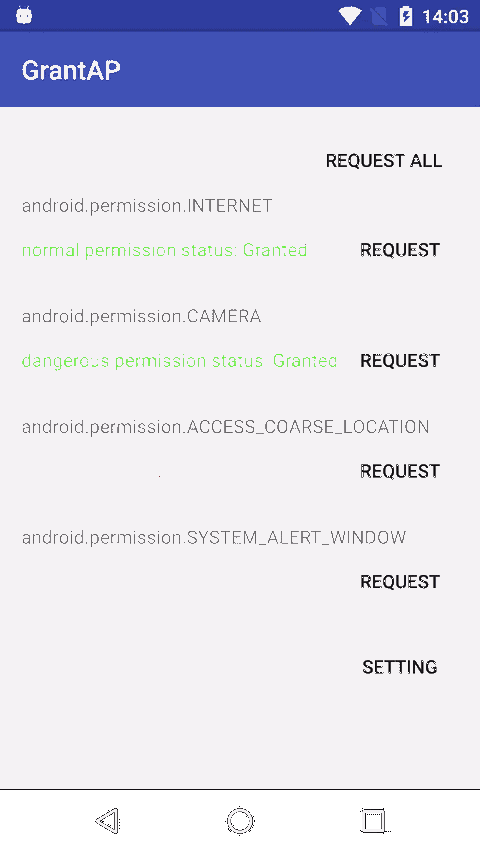 14:03
GrantAP
REQUEST ALL
android.permission.INTERNET
normal permission status: Granted
REQUEST
android.permission.CAMERA
dangerous permission status: Granted
REQUEST
android.permission.ACCESS_COARSE_LOCATION
REQUEST
android.permission.SYSTEM_ALERT_WINDOW
REQUEST
SETTING